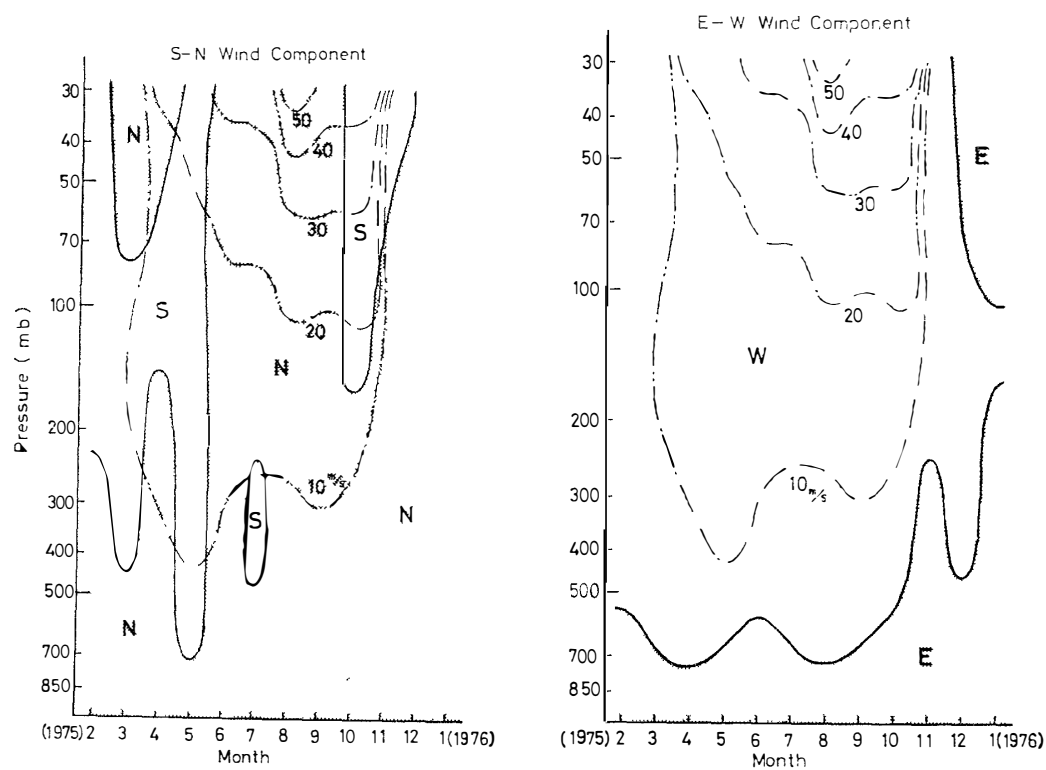 S-N Wind Component
Pressure (mb)
30
40
50
70
100
200
300
400
500
700
850
N
S
50
40
30
S
20
N
10 m/s
S
N
N
(1975) 2 3 4 5 6 7 8 9 10 11 12 1(1976)
Month
E-W Wind Component
30
40
50
70
100
200
300
400
500
700
850
50
40
E
30
20
W
10 m/s
E
(1975) 2 3 4 5 6 7 8 9 10 11 12 1(1976)
Month